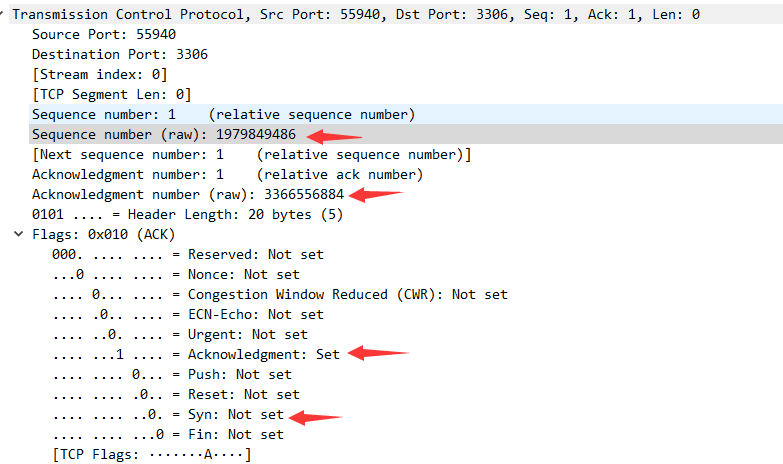 Transmission Control Protocol, Src Port: 55940, Dst Port: 3306, Seq: 1, Ack: 1, Len: 0
Source Port: 55940
Destination Port: 3306
[Stream index: 0]
[TCP Segment Len: 0]
Sequence number: 1    (relative sequence number)
Sequence number (raw): 1979849486
[Next sequence number: 1    (relative sequence number)]
Acknowledgment number: 1    (relative ack number)
Acknowledgment number (raw): 3366556884
0101 .... = Header Length: 20 bytes (5)
Flags: 0x010 (ACK)
000. .... .... = Reserved: Not set
...0 .... .... = Nonce: Not set
.... 0... .... = Congestion Window Reduced (CWR): Not set
.... .0.. .... = ECN-Echo: Not set
.... ..0. .... = Urgent: Not set
.... ...1 .... = Acknowledgment: Set
.... .... 0... = Push: Not set
.... .... .0.. = Reset: Not set
.... .... ..0. = Syn: Not set
.... .... ...0 = Fin: Not set
[TCP Flags: ·······A····]